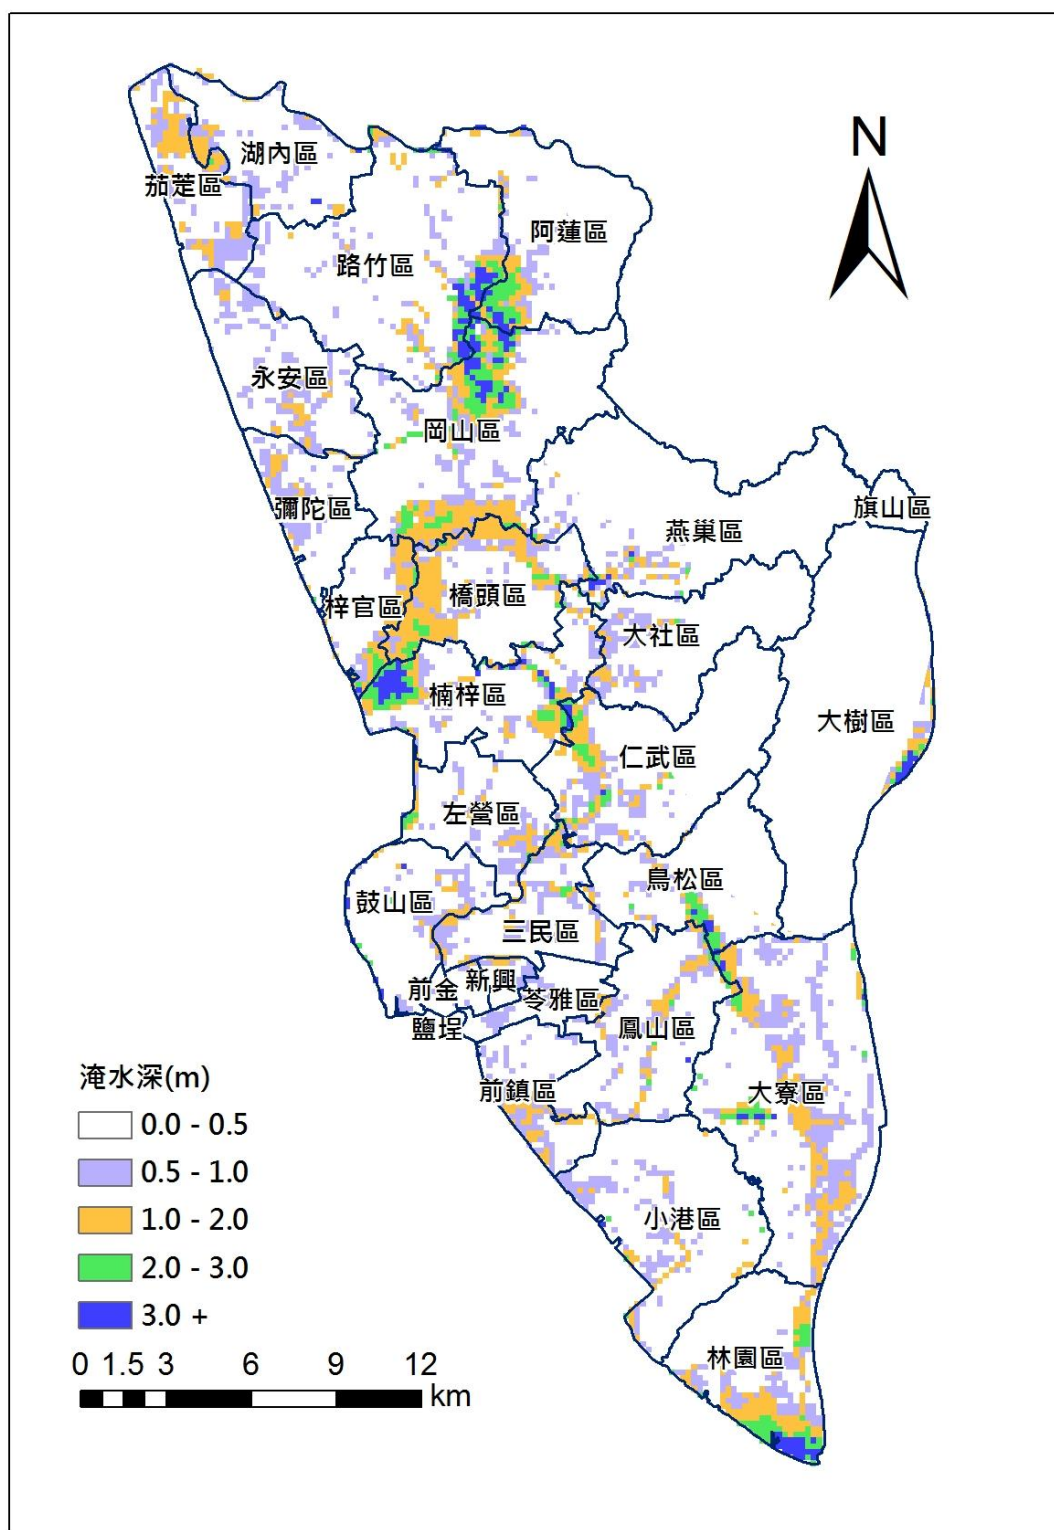 N
湖內區
茄萣區
阿蓮區
路竹區
永安區
岡山區
彌陀區
旗山區
燕巢區
橋頭區
梓官區
大社區
楠梓區
大樹區
仁武區
左營區
鳥松區
鼓山區
三民區
新興
前金
苓雅區
鹽埕
鳳山區
前鎮區
大寮區
小港區
林園區
淹水深(m)
0.0 - 0.5
0.5 - 1.0
1.0 - 2.0
2.0 - 3.0
3.0 +
0 1.5 3 6 9 12
km